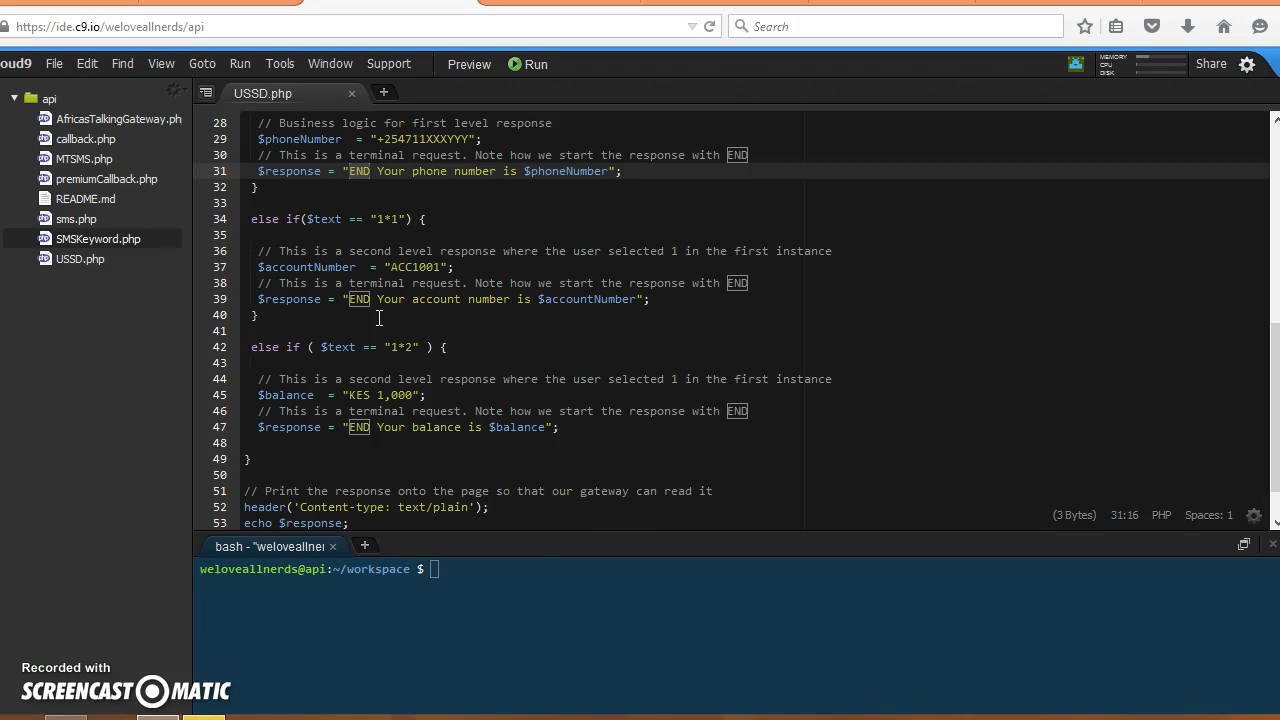 https://ide.c9.io/weloveallnerds/api
Search
oud9 File Edit Find View Goto Run Tools Window Support Preview Run MEMORY CPU DISK Share
api
AfricasTalkingGateway.ph
callback.php
MTSMS.php
premiumCallback.php
README.md
sms.php
SMSKeyword.php
USSD.php
USSD.php
28 // Business logic for first level response
29 $phoneNumber = "+254711XXXYYY";
30 // This is a terminal request. Note how we start the response with END
31 $response = "END Your phone number is $phoneNumber";
32 }
33
34 else if($text == "1*1") {
35
36 // This is a second level response where the user selected 1 in the first instance
37 $accountNumber = "ACC1001";
38 // This is a terminal request. Note how we start the response with END
39 $response = "END Your account number is $accountNumber";
40 }
41
42 else if ( $text == "1*2" ) {
43
44 // This is a second level response where the user selected 1 in the first instance
45 $balance = "KES 1,000";
46 // This is a terminal request. Note how we start the response with END
47 $response = "END Your balance is $balance";
48
49 }
50
51 // Print the response onto the page so that our gateway can read it
52 header('Content-type: text/plain');
53 echo $response;
(3 Bytes) 31:16 PHP Spaces: 1
bash - "weloveallner
weloveallnerds@api:~/workspace $
Recorded with
SCREENCAST MATIC